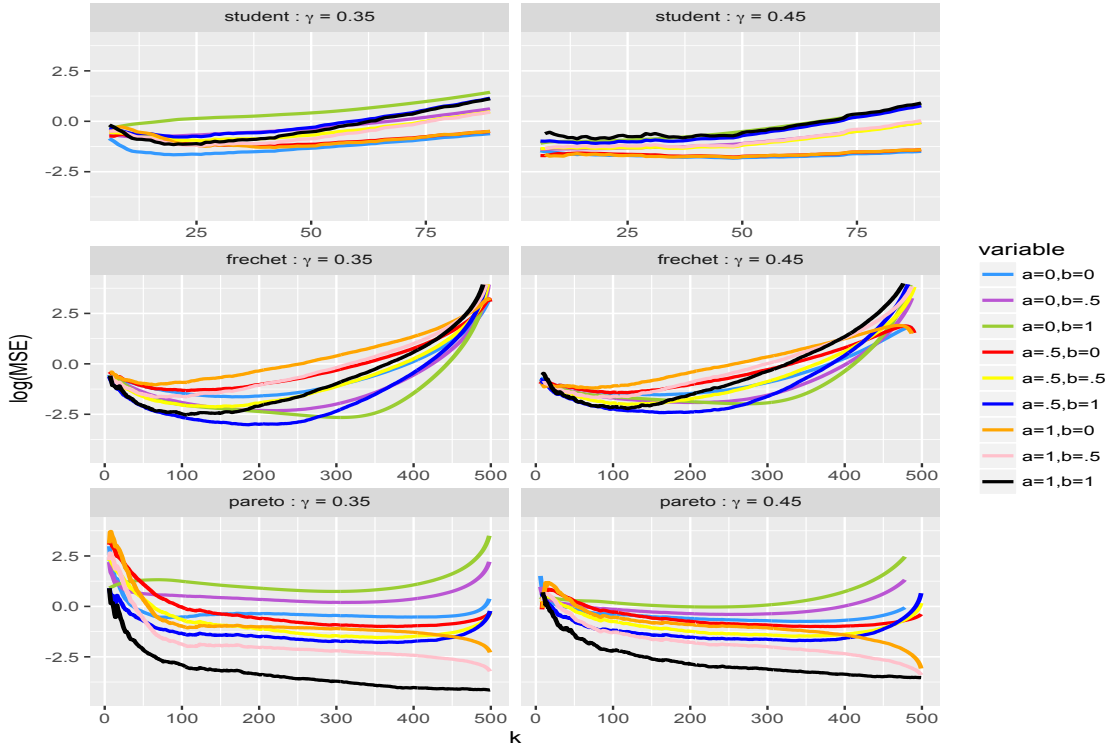 student : γ = 0.35
student : γ = 0.45
2.5
0.0
-2.5
25
50
75
25
50
75
frechet : γ = 0.35
frechet : γ = 0.45
2.5
0.0
-2.5
0
100
200
300
400
500
0
100
200
300
400
500
pareto : γ = 0.35
pareto : γ = 0.45
2.5
0.0
-2.5
0
100
200
300
400
500
0
100
200
300
400
500
log(MSE)
k
variable
a=0,b=0
a=0,b=.5
a=0,b=1
a=.5,b=0
a=.5,b=.5
a=.5,b=1
a=1,b=0
a=1,b=.5
a=1,b=1